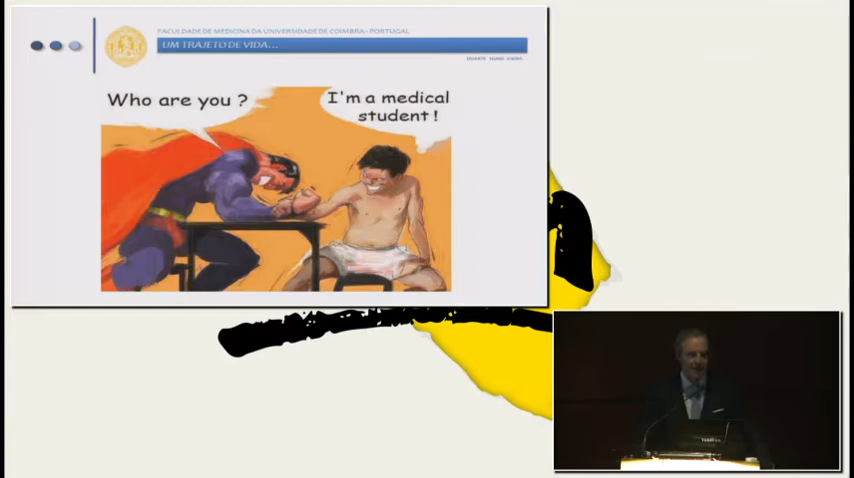 FACULDADE DE MEDICINA DA UNIVERSIDADE DE COIMBRA - PORTUGAL
UM TRAJETO DE VIDA...
DUARTE NUNO VIEIRA
Who are you ?
I'm a medical
student !